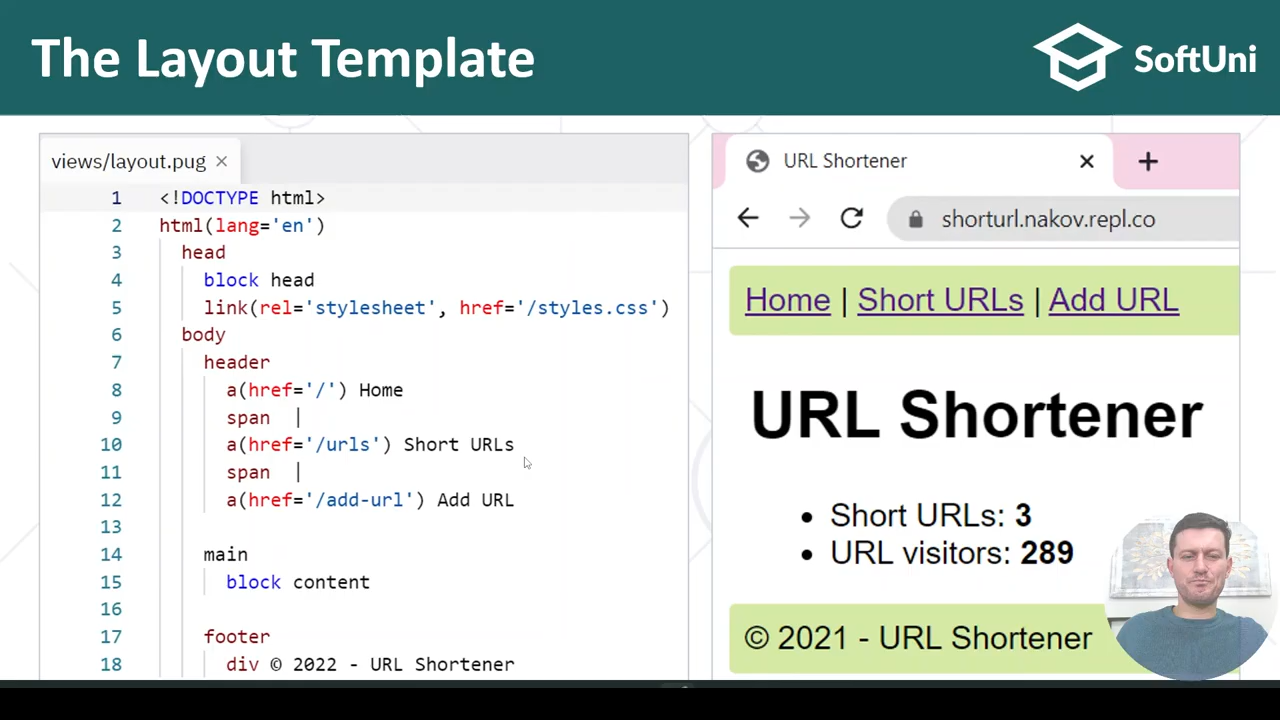 The Layout Template
SoftUni
views/layout.pug ×
1 <!DOCTYPE html>
2 html(lang='en')
3 head
4 block head
5 link(rel='stylesheet', href='/styles.css')
6 body
7 header
8 a(href='/') Home
9 span |
10 a(href='/urls') Short URLs
11 span |
12 a(href='/add-url') Add URL
13
14 main
15 block content
16
17 footer
18 div © 2022 - URL Shortener
URL Shortener
shorturl.nakov.repl.co
Home | Short URLs | Add URL
URL Shortener
• Short URLs: 3
• URL visitors: 289
© 2021 - URL Shortener